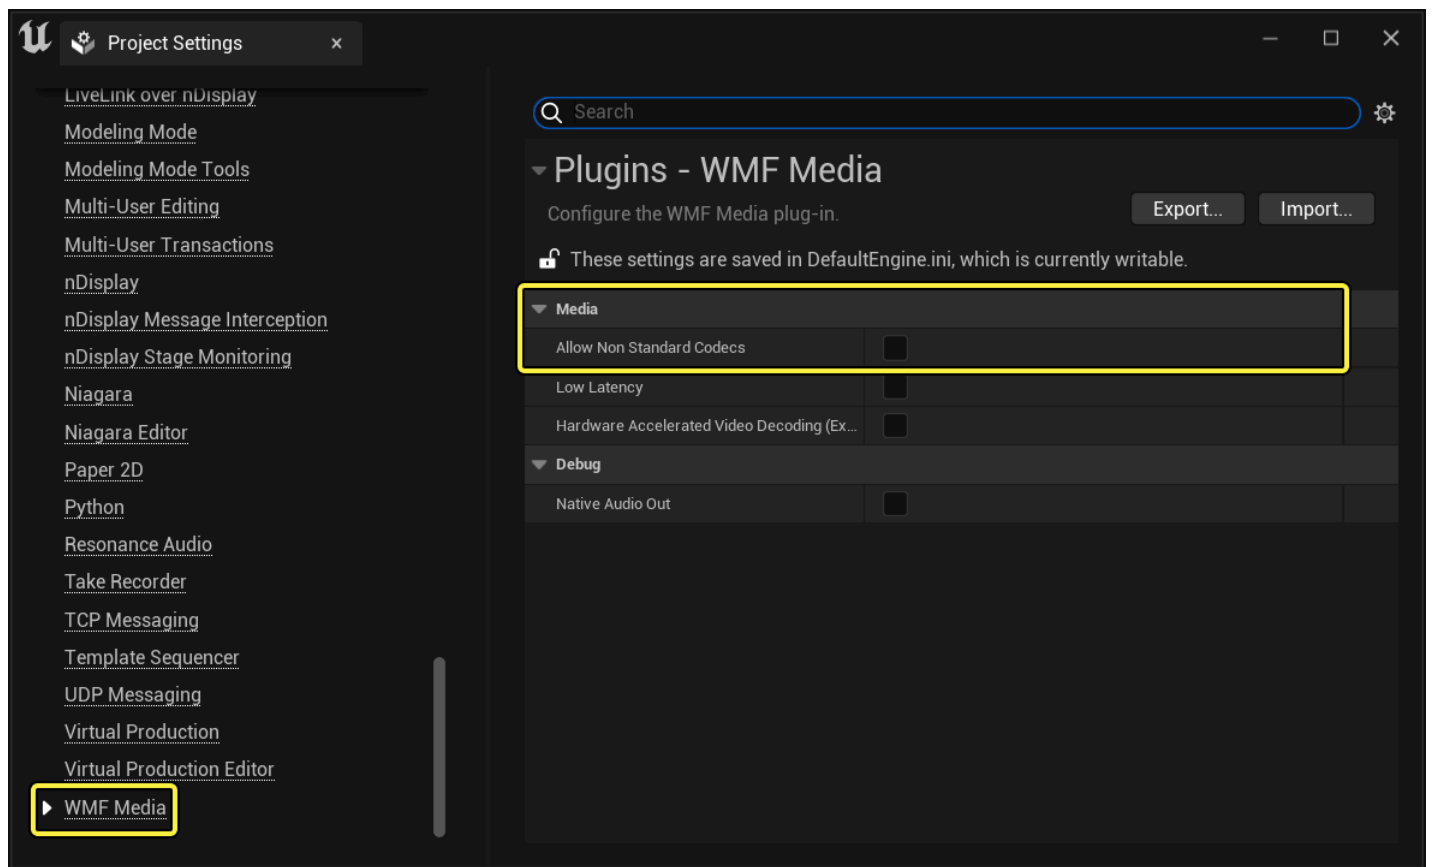 Project Settings
LiveLink over nDisplay
Modeling Mode
Modeling Mode Tools
Multi-User Editing
Multi-User Transactions
nDisplay
nDisplay Message Interception
nDisplay Stage Monitoring
Niagara
Niagara Editor
Paper 2D
Python
Resonance Audio
Take Recorder
TCP Messaging
Template Sequencer
UDP Messaging
Virtual Production
Virtual Production Editor
WMF Media
Search
Plugins - WMF Media
Configure the WMF Media plug-in.
Export...
Import...
These settings are saved in DefaultEngine.ini, which is currently writable.
Media
Allow Non Standard Codecs
Low Latency
Hardware Accelerated Video Decoding (Ex...
Debug
Native Audio Out